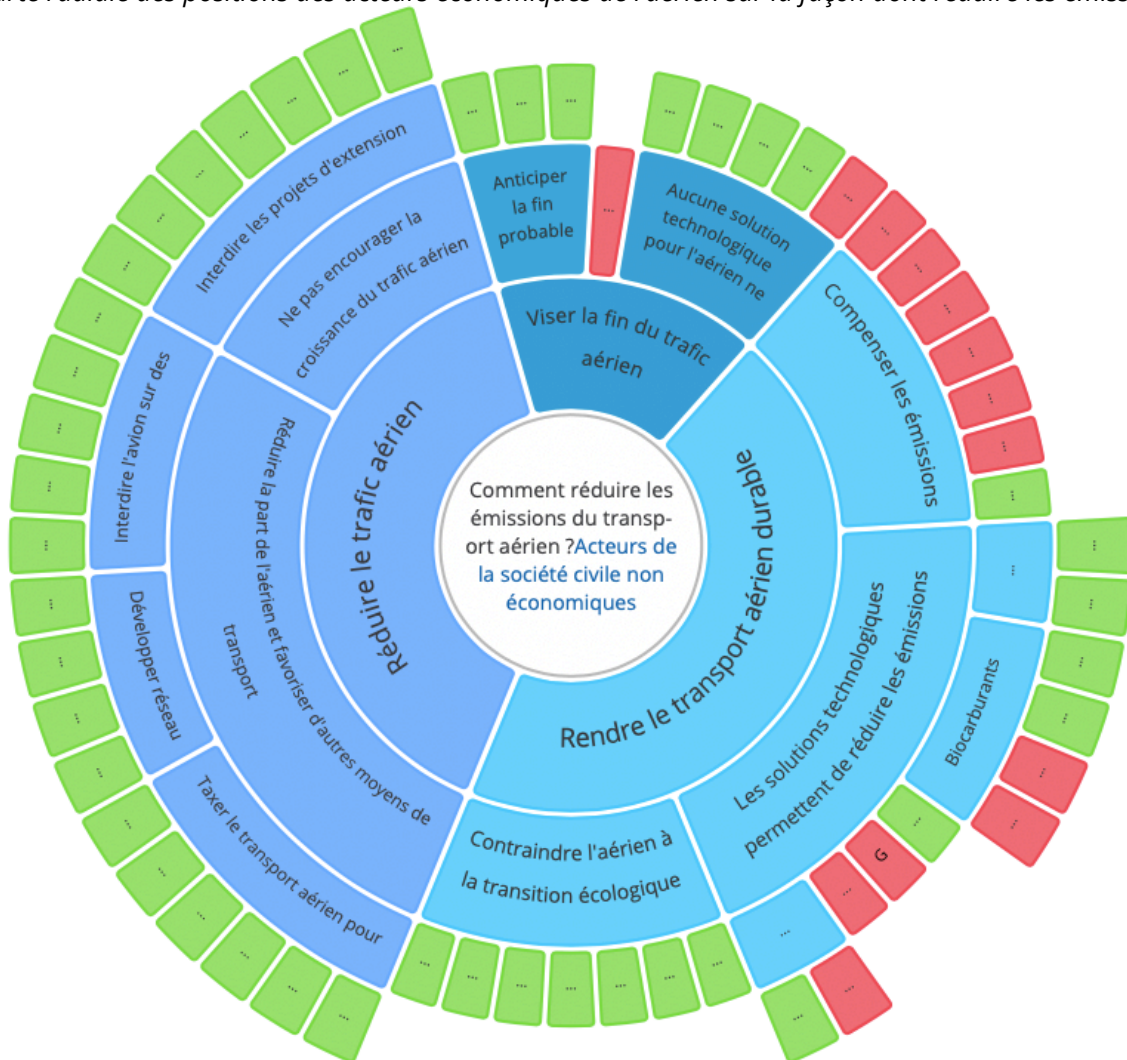 Comment réduire les
émissions du transp-
ort aérien ?Acteurs de
la société civile non
économiques
Viser la fin du trafic
aérien
Anticiper
la fin
probable
...
Aucune solution
technologique
pour l'aérien ne
Rendre le transport aérien durable
Compenser les émissions
Les solutions technologiques
permettent de réduire les émissions
...
Biocarburants
G
...
Contraindre l'aérien à
la transition écologique
Réduire le trafic aérien
Réduire la part de l'aérien et favoriser d'autres moyens de
transport
Taxer le transport aérien pour
Développer réseau
Interdire l'avion sur des
Ne pas encourager la
croissance du trafic aérien
Interdire les projets d'extension